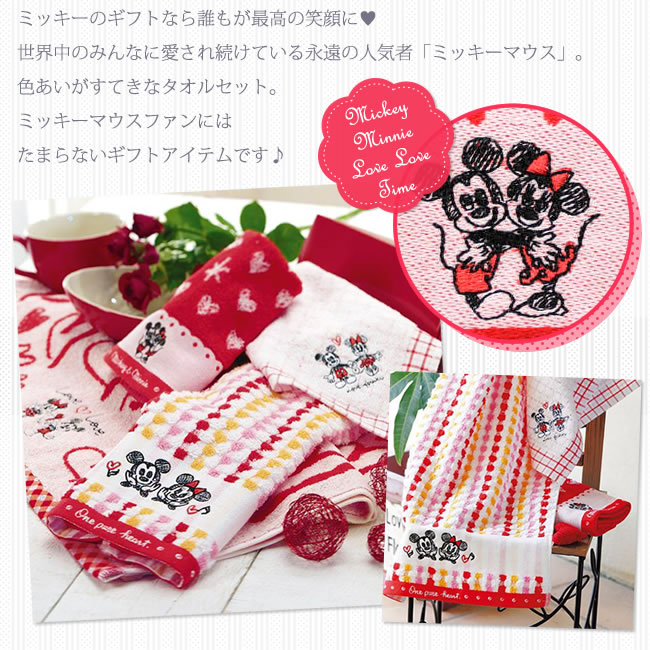 ミッキーのギフトなら誰もが最高の笑顔に♥
世界中のみんなに愛され続けている永遠の人気者「ミッキーマウス」。
色あいがすてきなタオルセット。
ミッキーマウスファンには
たまらないギフトアイテムです♪
Mickey
Minnie
Love Love
Time
Mickey & Minnie
One pure heart.
One pure heart.